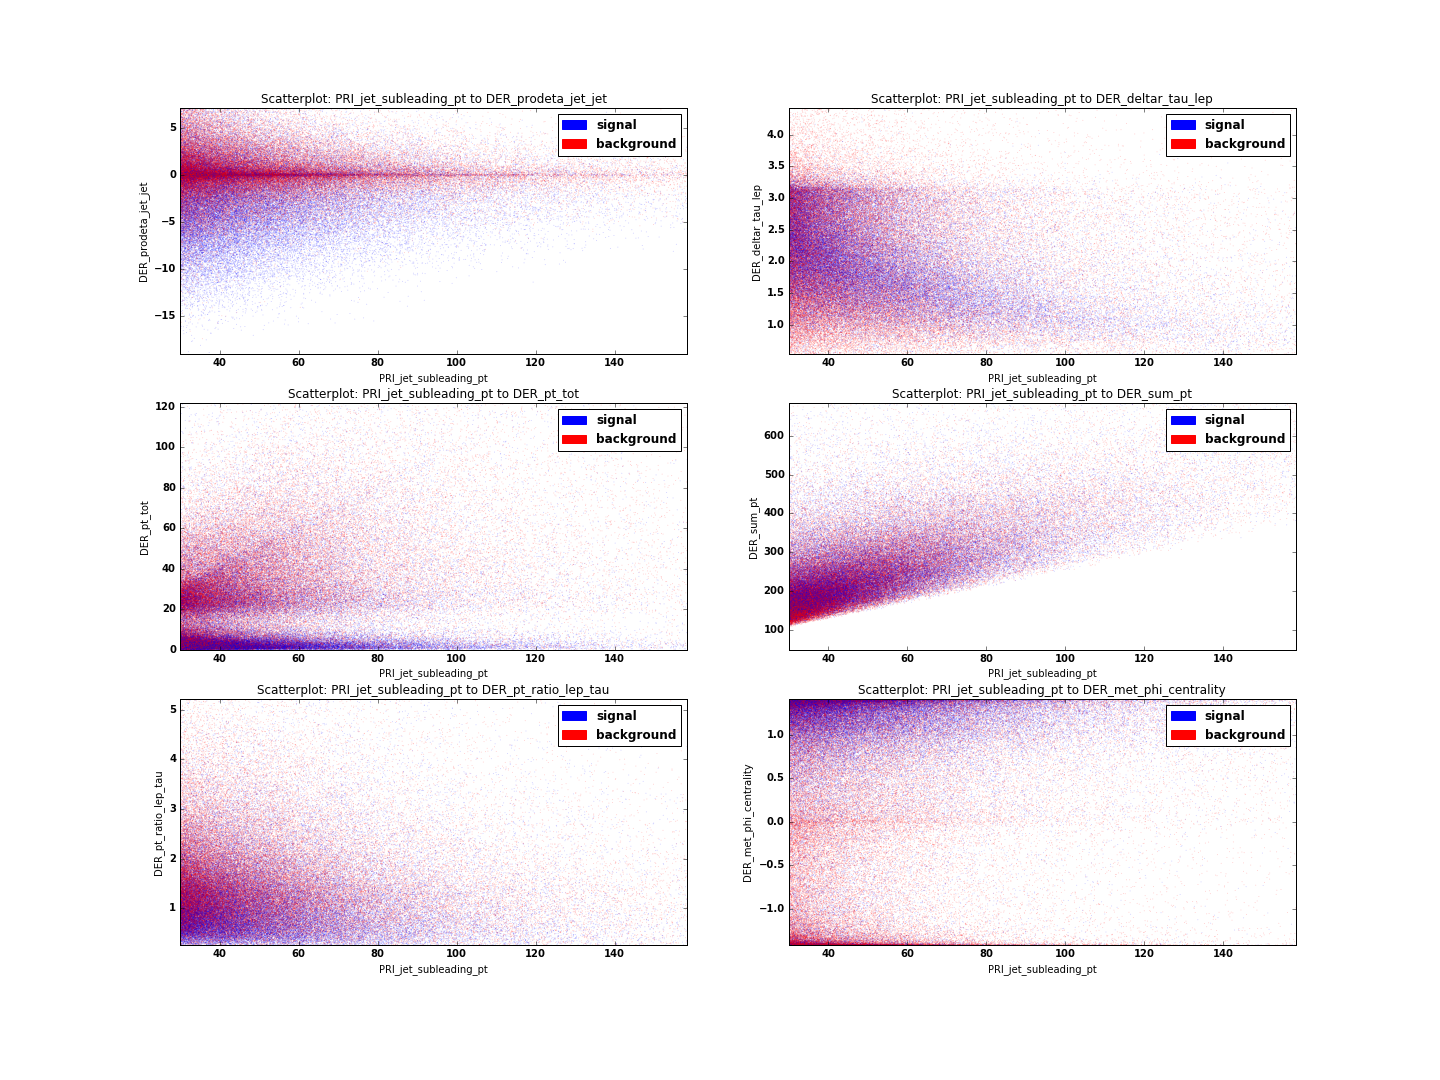 Scatterplot: PRI_jet_subleading_pt to DER_prodeta_jet_jet
signal
background
DER_prodeta_jet_jet
5
0
−5
−10
−15
40 60 80 100 120 140
PRI_jet_subleading_pt
Scatterplot: PRI_jet_subleading_pt to DER_deltar_tau_lep
signal
background
DER_deltar_tau_lep
4.0
3.5
3.0
2.5
2.0
1.5
1.0
40 60 80 100 120 140
PRI_jet_subleading_pt
Scatterplot: PRI_jet_subleading_pt to DER_pt_tot
signal
background
DER_pt_tot
120
100
80
60
40
20
0
40 60 80 100 120 140
PRI_jet_subleading_pt
Scatterplot: PRI_jet_subleading_pt to DER_sum_pt
signal
background
DER_sum_pt
600
500
400
300
200
100
40 60 80 100 120 140
PRI_jet_subleading_pt
Scatterplot: PRI_jet_subleading_pt to DER_pt_ratio_lep_tau
signal
background
DER_pt_ratio_lep_tau
5
4
3
2
1
40 60 80 100 120 140
PRI_jet_subleading_pt
Scatterplot: PRI_jet_subleading_pt to DER_met_phi_centrality
signal
background
DER_met_phi_centrality
1.0
0.5
0.0
−0.5
−1.0
40 60 80 100 120 140
PRI_jet_subleading_pt